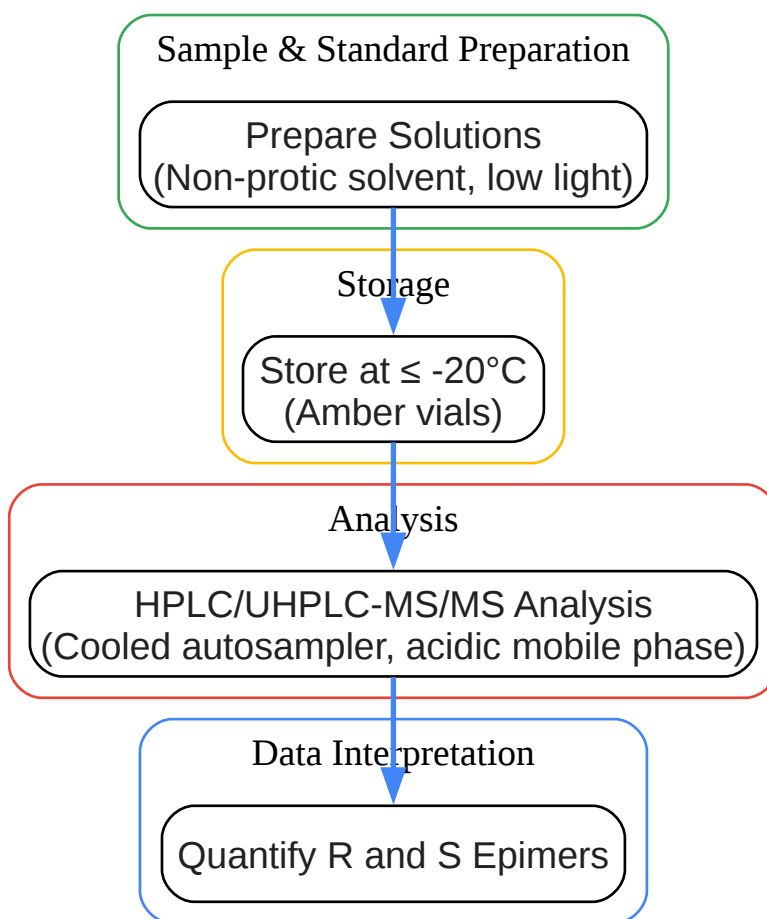 Sample & Standard Preparation
Prepare Solutions
(Non-protic solvent, low light)
Storage
Store at ≤ -20°C
(Amber vials)
Analysis
HPLC/UHPLC-MS/MS Analysis
(Cooled autosampler, acidic mobile phase)
Data Interpretation
Quantify R and S Epimers